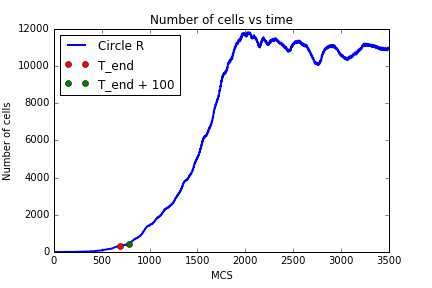 Number of cells vs time
Circle R
T_end
T_end + 100
Number of cells
12000
10000
8000
6000
4000
2000
0
0 500 1000 1500 2000 2500 3000 3500
MCS